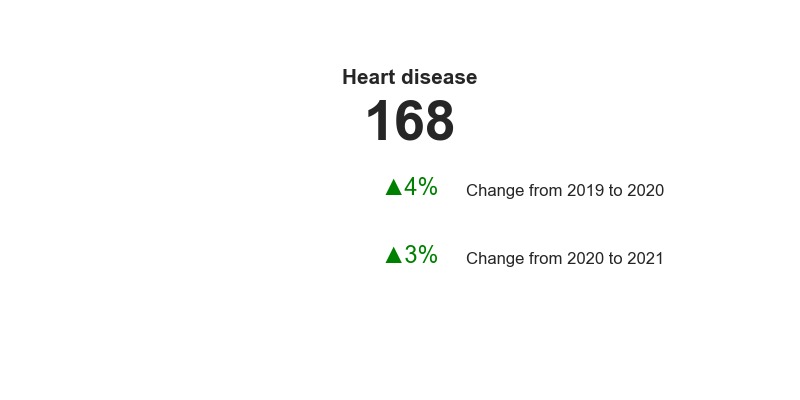 Heart disease
168
▲4% Change from 2019 to 2020
▲3% Change from 2020 to 2021